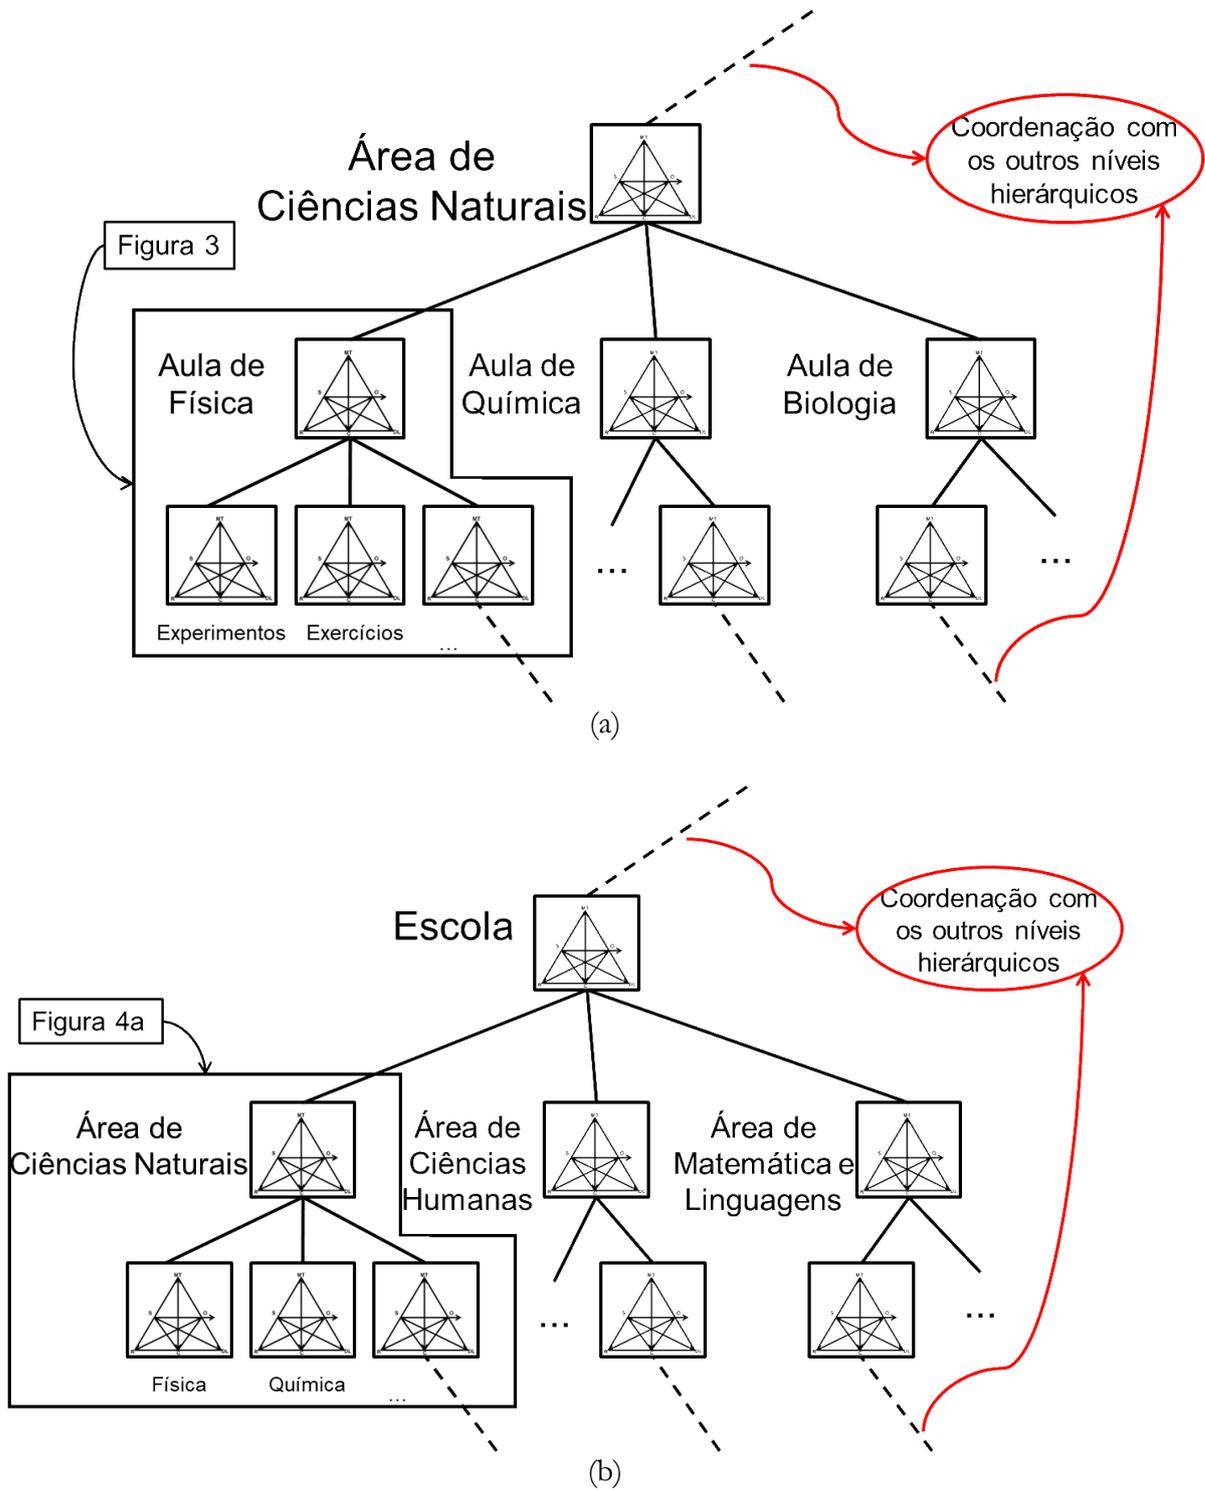 Coordenação com
os outros níveis
hierárquicos
Área de
Ciências Naturais
Figura 3
Aula de
Física
Aula de
Química
Aula de
Biologia
...
...
Experimentos
Exercícios
...
(a)
Escola
Coordenação com
os outros níveis
hierárquicos
Figura 4a
Área de
Ciências Naturais
Área de
Ciências
Humanas
Área de
Matemática e
Linguagens
...
...
Física
Química
...
(b)